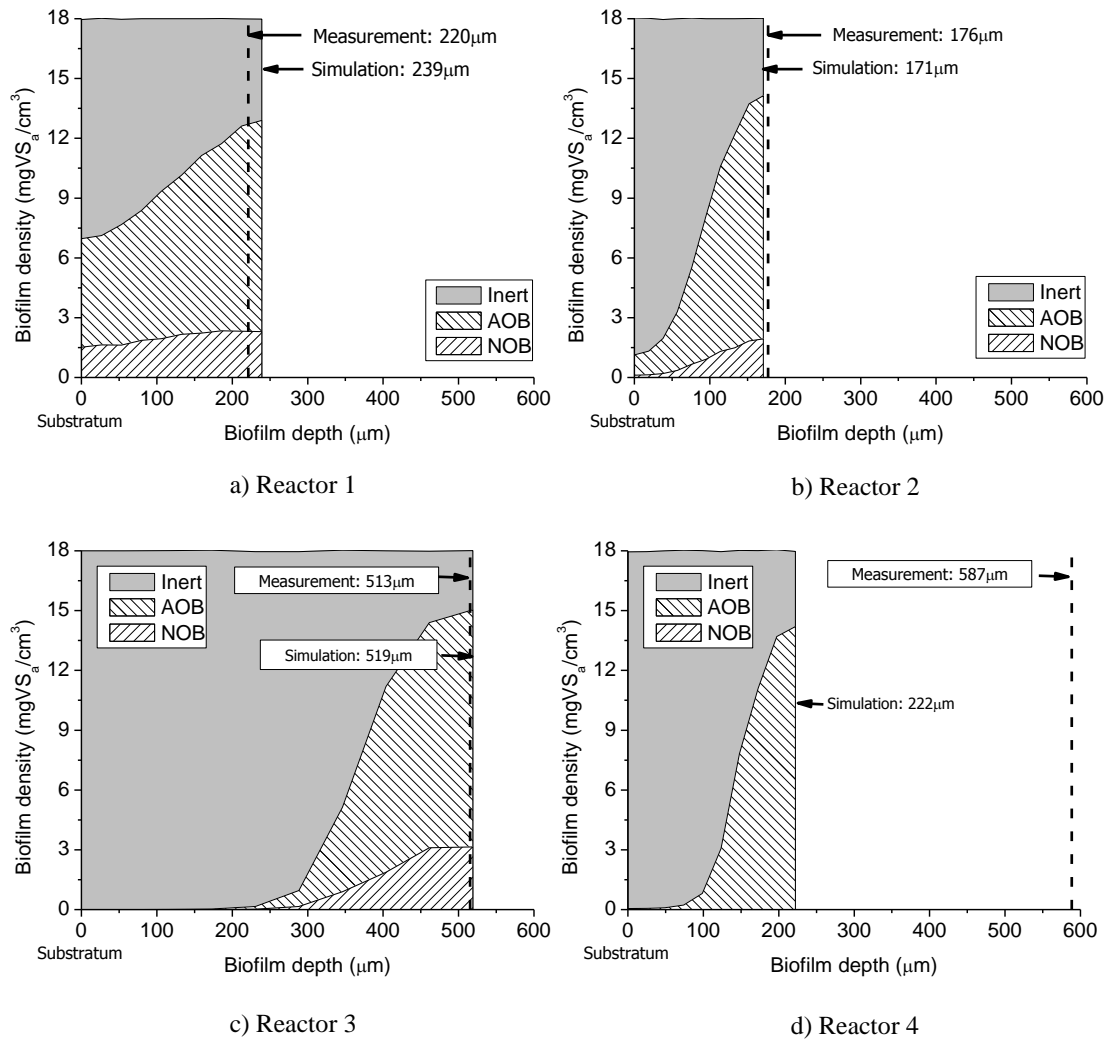 18
15
12
9
6
3
0
Biofilm density (mgVSₐ/cm³)
Measurement: 220μm
Simulation: 239μm
Inert
AOB
NOB
0 100 200 300 400 500 600
Substratum
Biofilm depth (μm)
a) Reactor 1
18
15
12
9
6
3
0
Biofilm density (mgVSₐ/cm³)
Measurement: 176μm
Simulation: 171μm
Inert
AOB
NOB
0 100 200 300 400 500 600
Substratum
Biofilm depth (μm)
b) Reactor 2
18
15
12
9
6
3
0
Biofilm density (mgVSₐ/cm³)
Inert
AOB
NOB
Measurement: 513μm
Simulation: 519μm
0 100 200 300 400 500 600
Substratum
Biofilm depth (μm)
c) Reactor 3
18
15
12
9
6
3
0
Biofilm density (mgVSₐ/cm³)
Inert
AOB
NOB
Measurement: 587μm
Simulation: 222μm
0 100 200 300 400 500 600
Substratum
Biofilm depth (μm)
d) Reactor 4